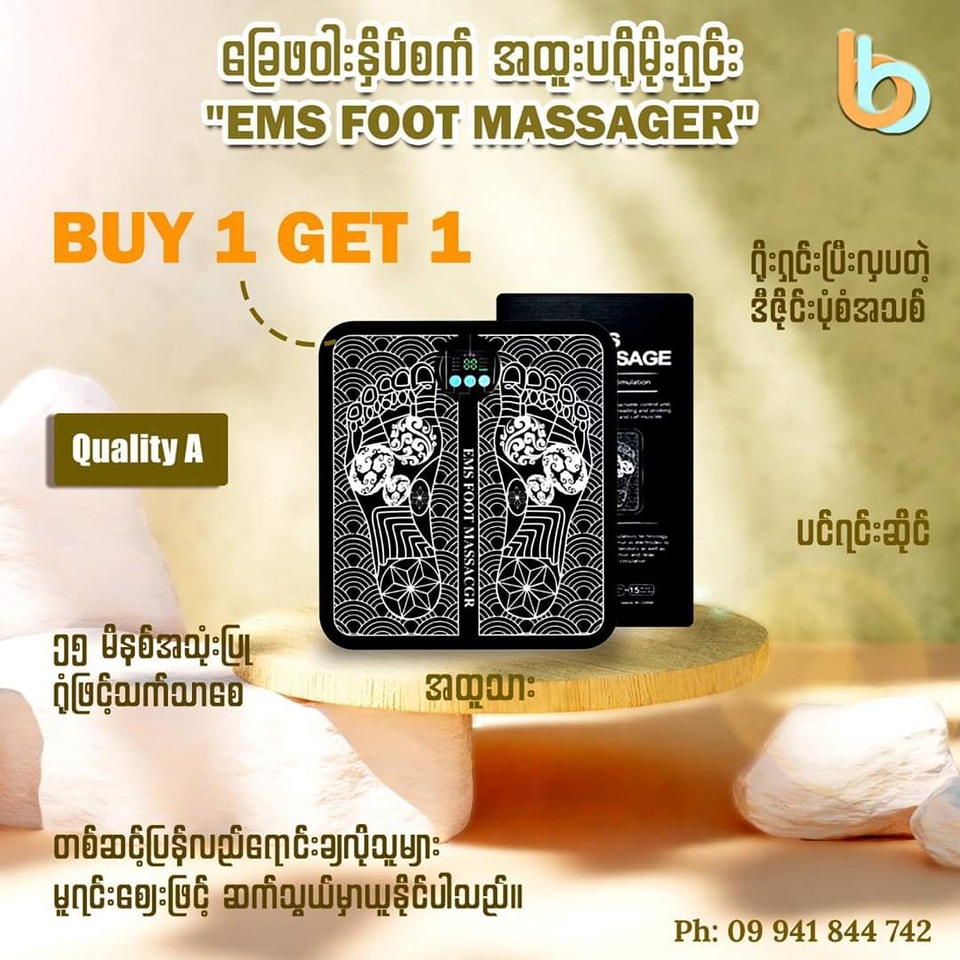 ခြေဖဝါးနှိပ်စက် အထူးပရိုမိုးရှင်း
"EMS FOOT MASSAGER"
BUY 1 GET 1
ရိုးရှင်းပြီးလှပတဲ့
ဒီဇိုင်းပုံစံအသစ်
Quality A
SAGE
EMS FOOT MASSAGR
ပင်ရင်းဆိုင်
၁၅ မိနစ်အသုံးပြု
ရုံဖြင့်သက်သာစေ
အထူသား
တစ်ဆင့်ပြန်လည်ရောင်းချလိုသူများ
မူရင်းဈေးဖြင့် ဆက်သွယ်မှာယူနိုင်ပါသည်။
Ph: 09 941 844 742